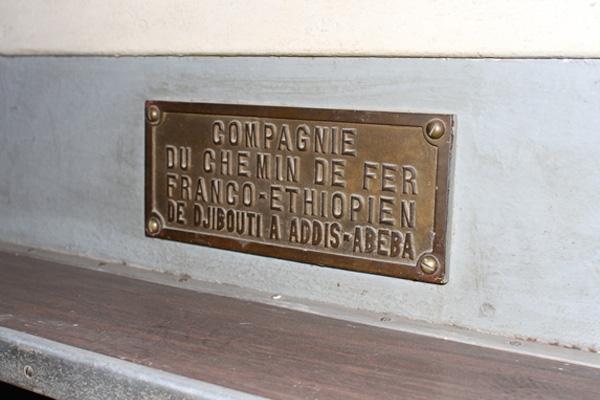 COMPAGNIE
DU CHEMIN DE FER
FRANCO-ETHIOPIEN
DE DJIBOUTI A ADDIS-ABEBA